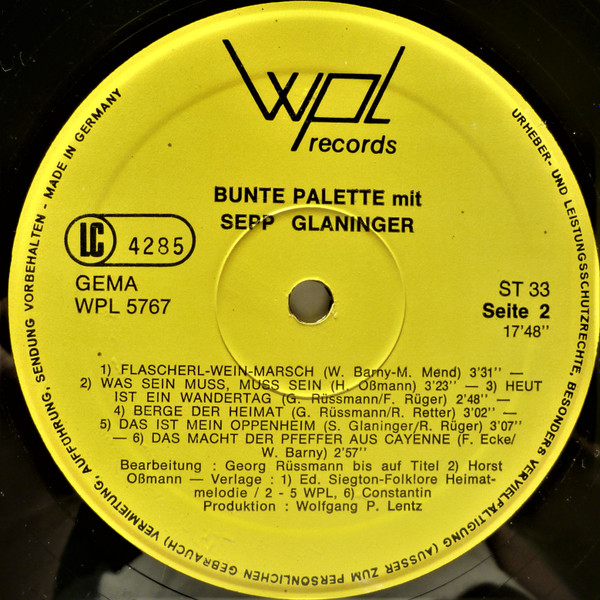 wpl
records
BUNTE PALETTE mit
SEPP GLANINGER
LC 4285
GEMA
WPL 5767
ST 33
Seite 2
17'48"
1) FLASCHERL-WEIN-MARSCH (W. Barny-M. Mend) 3'31" —
2) WAS SEIN MUSS, MUSS SEIN (H. Oßmann) 3'23" — 3) HEUT
IST EIN WANDERTAG (G. Rüssmann/F. Rüger) 2'48" —
4) BERGE DER HEIMAT (G. Rüssmann/R. Retter) 3'02" —
5) DAS IST MEIN OPPENHEIM (S. Glaninger/R. Rüger) 3'07"
— 6) DAS MACHT DER PFEFFER AUS CAYENNE (F. Ecke/
W. Barny) 2'57"
Bearbeitung : Georg Rüssmann bis auf Titel 2) Horst
Oßmann — Verlage : 1) Ed. Siegton-Folklore Heimat-
melodie / 2 - 5 WPL, 6) Constantin
Produktion : Wolfgang P. Lentz
URHEBER- UND LEISTUNGSSCHUTZRECHTE, BESONDERS VERVIELFÄLTIGUNG (AUSSER ZUM PERSÖNLICHEN GEBRAUCH) VERMIETUNG, AUFFÜHRUNG, SENDUNG VORBEHALTEN - MADE IN GERMANY